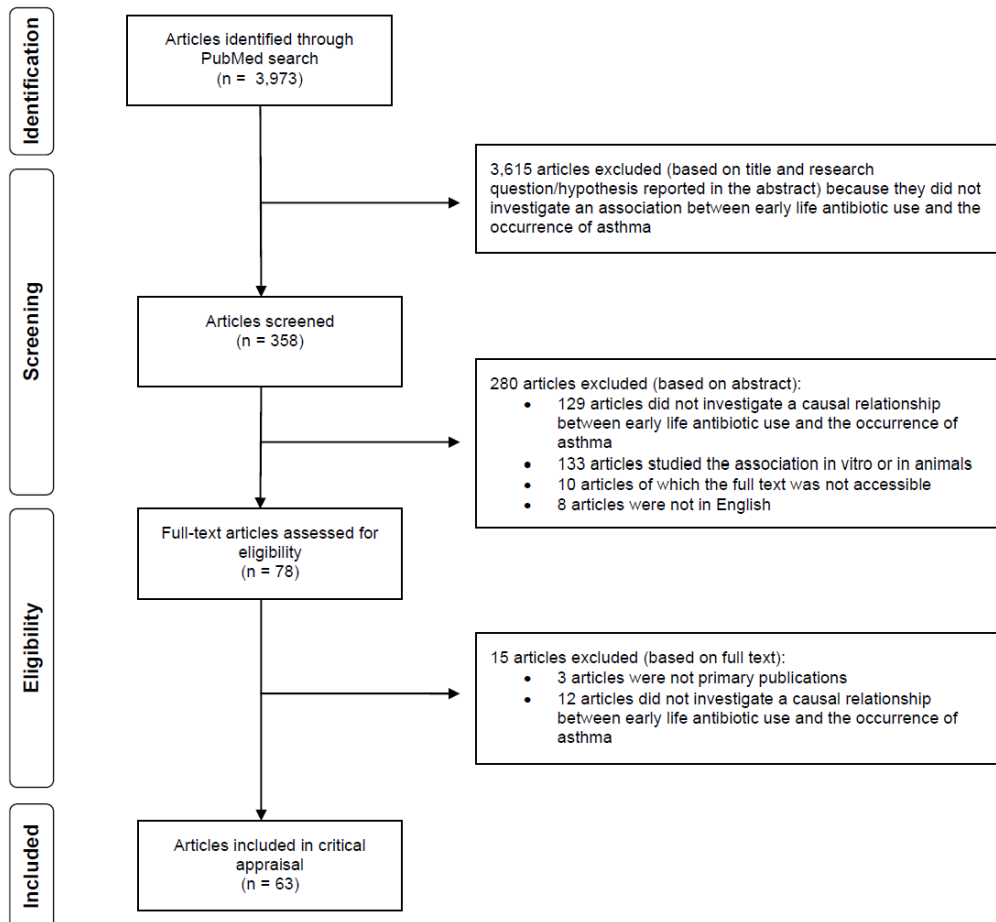 Identification
Articles identified through
PubMed search
(n = 3,973)
3,615 articles excluded (based on title and research
question/hypothesis reported in the abstract) because they did not
investigate an association between early life antibiotic use and the
occurrence of asthma
Screening
Articles screened
(n = 358)
280 articles excluded (based on abstract):
• 129 articles did not investigate a causal relationship
between early life antibiotic use and the occurrence of
asthma
• 133 articles studied the association in vitro or in animals
• 10 articles of which the full text was not accessible
• 8 articles were not in English
Eligibility
Full-text articles assessed for
eligibility
(n = 78)
15 articles excluded (based on full text):
• 3 articles were not primary publications
• 12 articles did not investigate a causal relationship
between early life antibiotic use and the occurrence of
asthma
Included
Articles included in critical
appraisal
(n = 63)